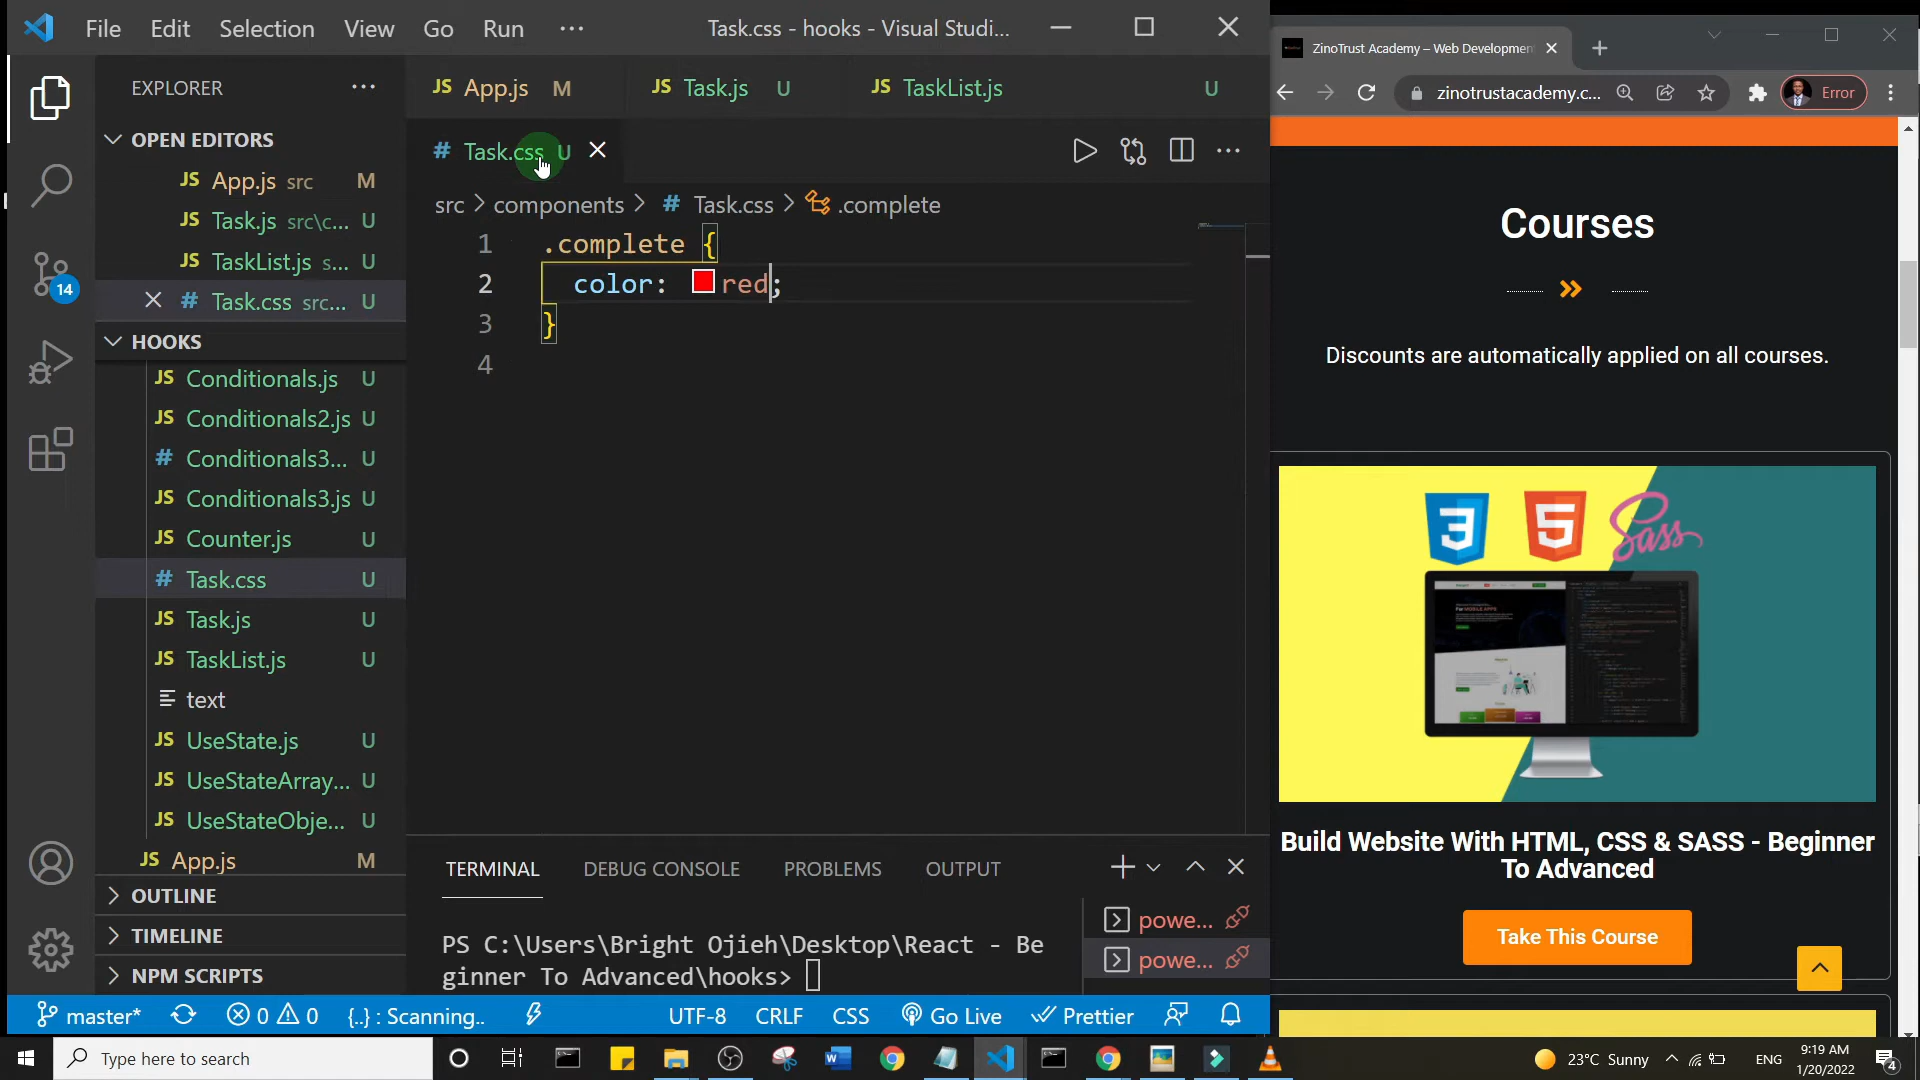 File Edit Selection View Go Run ···
Task.css - hooks - Visual Studi...
EXPLORER ···
OPEN EDITORS
JS App.js src M
JS Task.js src\c... U
JS TaskList.js s... U
# Task.css src... U
HOOKS
JS Conditionals.js U
JS Conditionals2.js U
# Conditionals3... U
JS Conditionals3.js U
JS Counter.js U
# Task.css U
JS Task.js U
JS TaskList.js U
text
JS UseState.js U
JS UseStateArray... U
JS UseStateObje... U
JS App.js M
OUTLINE
TIMELINE
NPM SCRIPTS
14
JS App.js M JS Task.js U JS TaskList.js U
# Task.css U
src > components > # Task.css > .complete
1 .complete {
2 color: red;
3 }
4
TERMINAL DEBUG CONSOLE PROBLEMS OUTPUT
PS C:\Users\Bright Ojieh\Desktop\React - Be
ginner To Advanced\hooks>
powe...
powe...
master* 0 0 {..} : Scanning.. UTF-8 CRLF CSS Go Live Prettier
ZinoTrust Academy – Web Developmen
zinotrustacademy.c... Error
Courses
Discounts are automatically applied on all courses.
3 5 Sass
Build Website With HTML, CSS & SASS - Beginner
To Advanced
Take This Course
Type here to search
23°C Sunny ENG
9:19 AM
1/20/2022
4